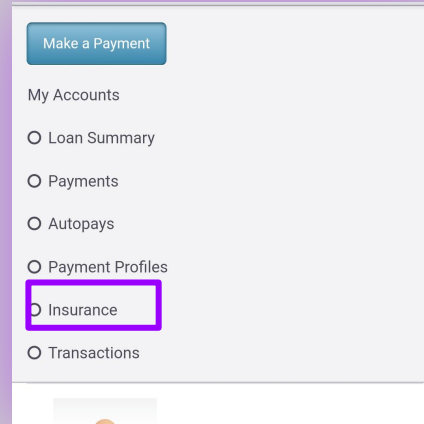 Make a Payment
My Accounts
Loan Summary
Payments
Autopays
Payment Profiles
Insurance
Transactions